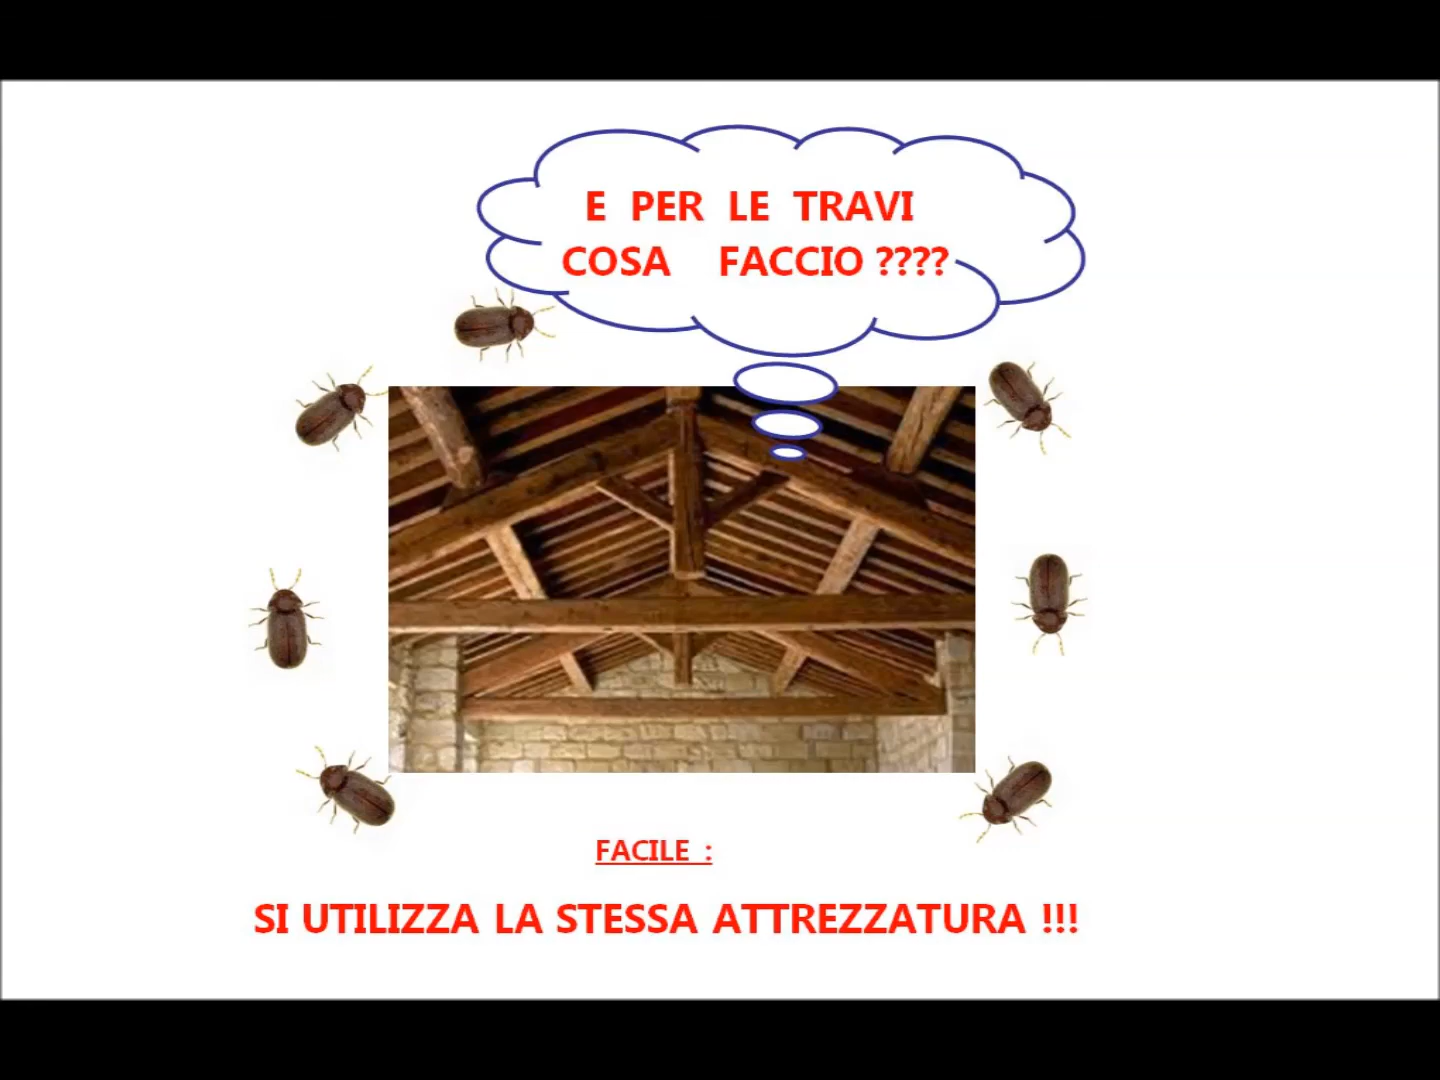 E PER LE TRAVI
COSA FACCIO ????
FACILE :
SI UTILIZZA LA STESSA ATTREZZATURA !!!